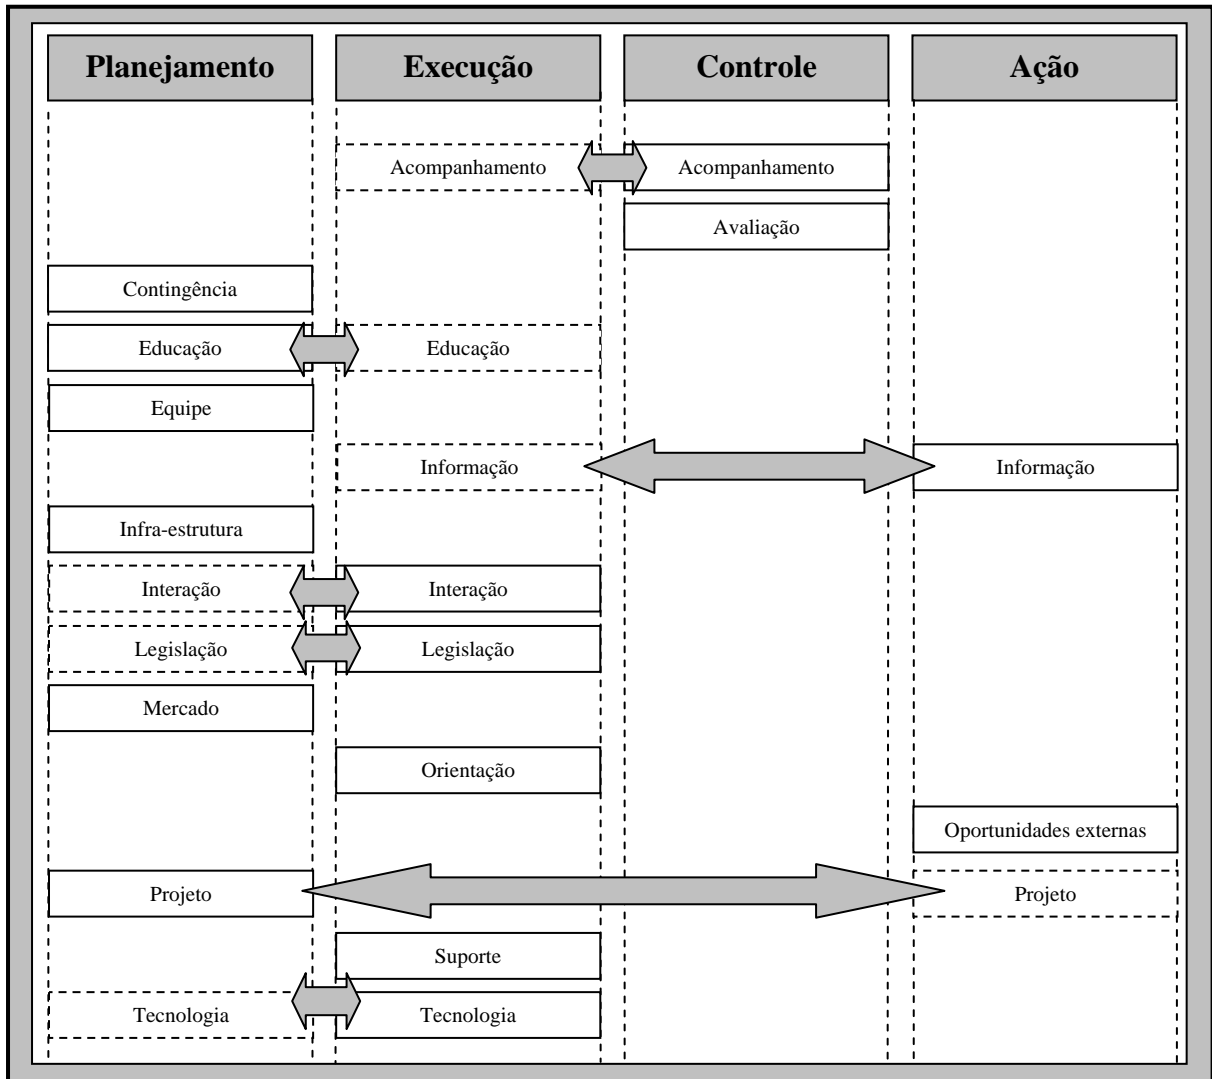 Planejamento
Execução
Controle
Ação
Acompanhamento
Acompanhamento
Avaliação
Contingência
Educação
Educação
Equipe
Informação
Informação
Infra-estrutura
Interação
Interação
Legislação
Legislação
Mercado
Orientação
Oportunidades externas
Projeto
Projeto
Suporte
Tecnologia
Tecnologia